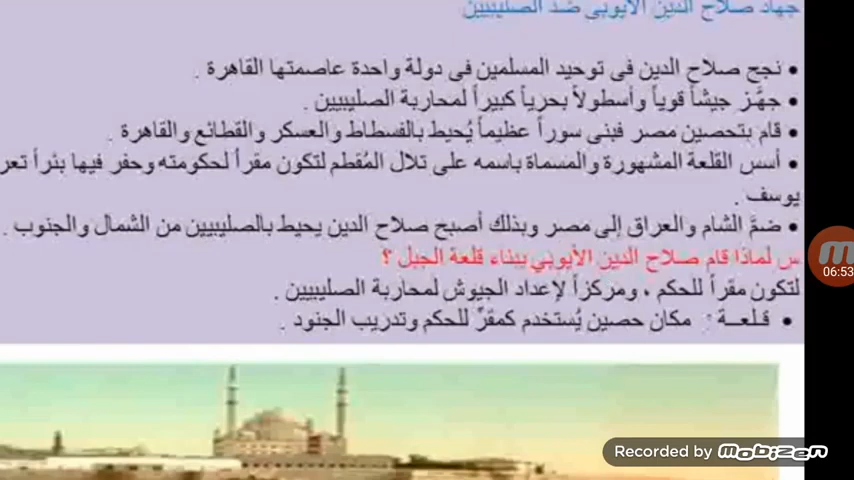 جهاد صلاح الدين الأيوبى ضد الصليبيين
• نجح صلاح الدين فى توحيد المسلمين فى دولة واحدة عاصمتها القاهرة .
• جهَّز جيشاً قوياً وأسطولاً بحرياً كبيراً لمحاربة الصليبيين .
• قام بتحصين مصر فبنى سوراً عظيماً يُحيط بالفسطاط والعسكر والقطائع والقاهرة .
• أسس القلعة المشهورة والمسماة باسمه على تلال المُقطم لتكون مقراً لحكومته وحفر فيها بئراً
يوسف .
• ضمَّ الشام والعراق إلى مصر وبذلك أصبح صلاح الدين يحيط بالصليبيين من الشمال والجنوب .
س لماذا قام صلاح الدين الأيوبي ببناء قلعة الجبل ؟
لتكون مقراً للحكم ، ومركزاً لإعداد الجيوش لمحاربة الصليبيين .
• قـلعــة : مكان حصين يُستخدم كمقرِّ للحكم وتدريب الجنود .
06:53
Recorded by mobizen